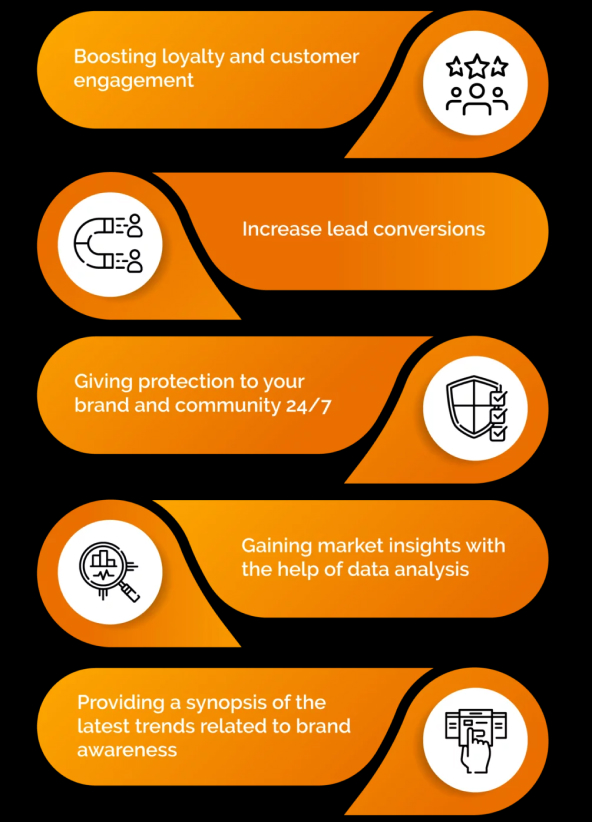 Boosting loyalty and customer
engagement
Increase lead conversions
Giving protection to your
brand and community 24/7
Gaining market insights with
the help of data analysis
Providing a synopsis of the
latest trends related to brand
awareness